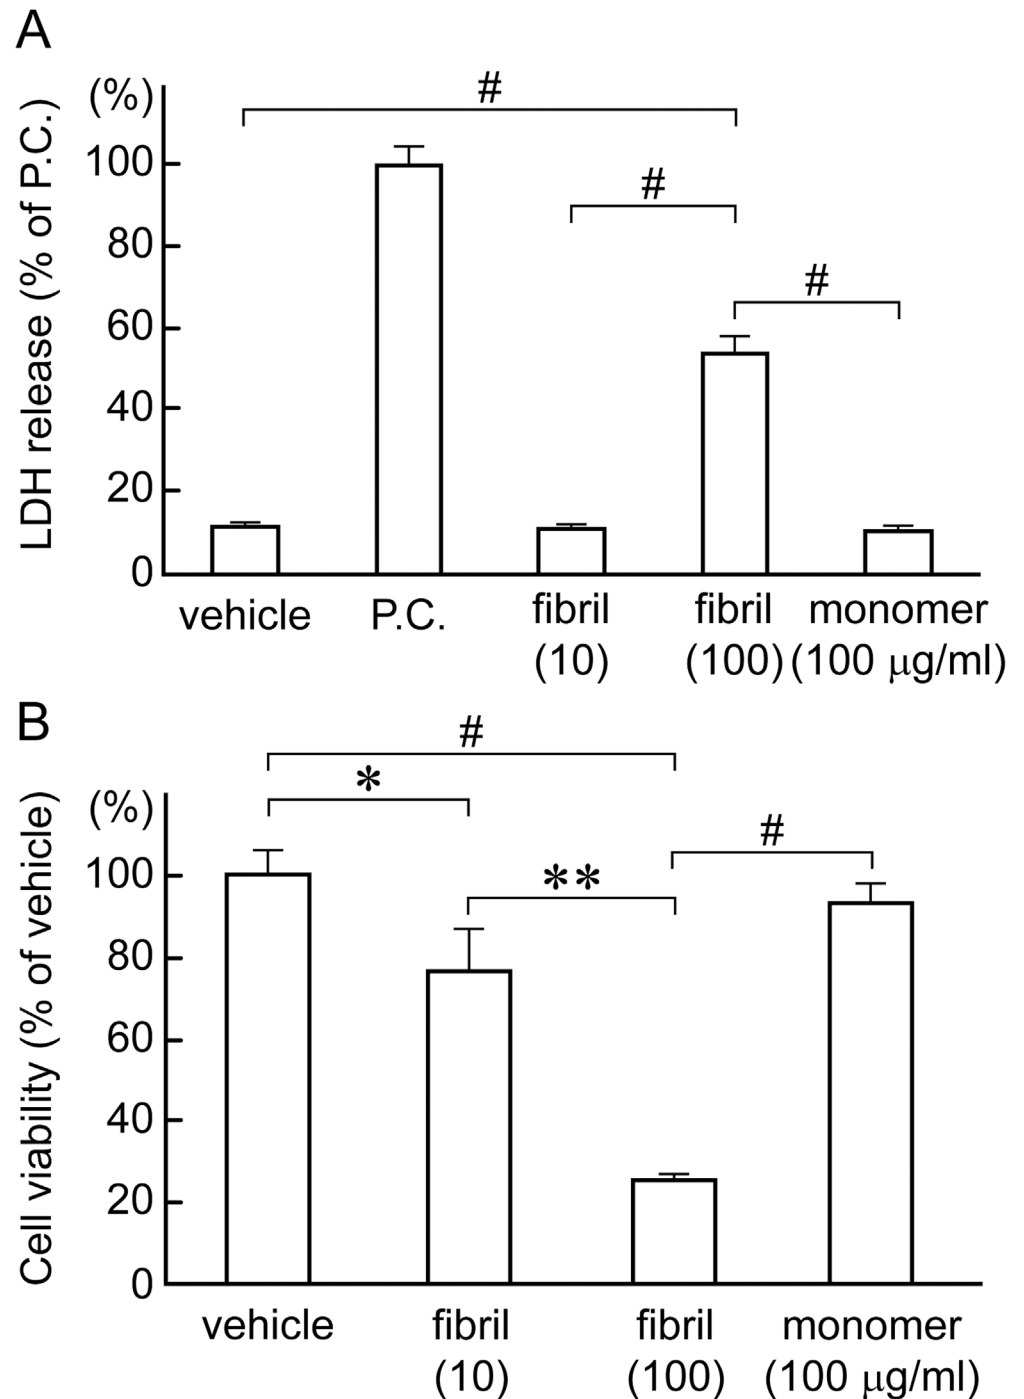 A
(%)
LDH release (% of P.C.)
#
#
#
100
80
60
40
20
0
vehicle P.C. fibril fibril monomer
(10) (100) (100 μg/ml)
B
(%)
Cell viability (% of vehicle)
#
*
#
**
100
80
60
40
20
0
vehicle fibril fibril monomer
(10) (100) (100 μg/ml)